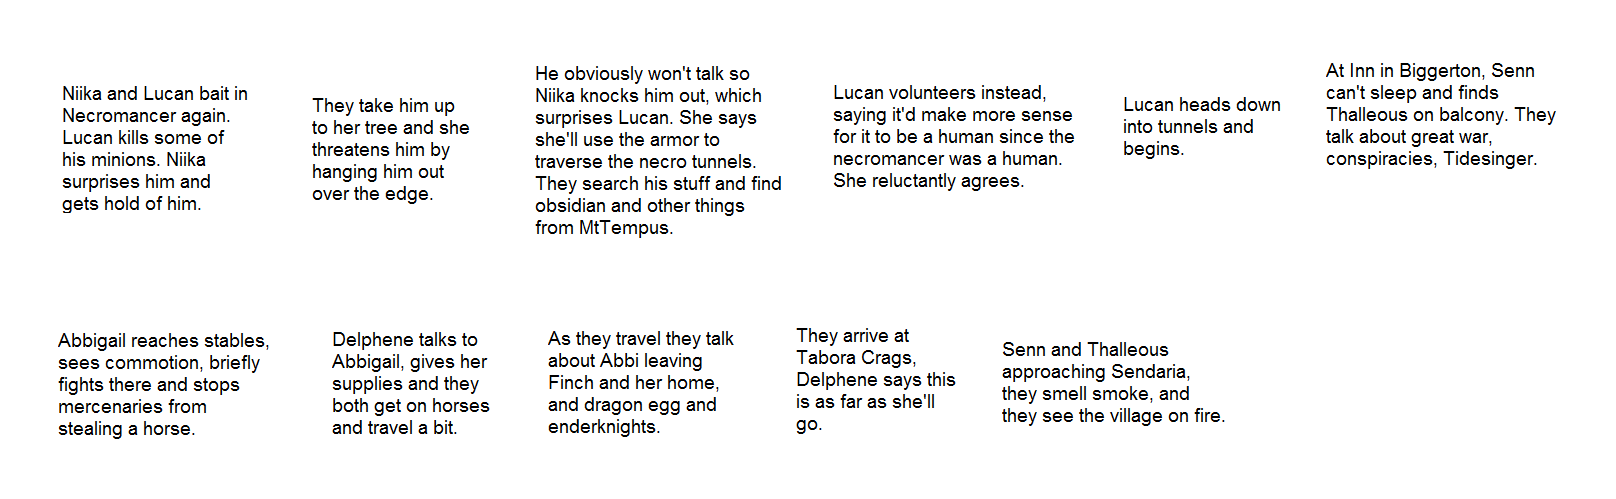 Niika and Lucan bait in
Necromancer again.
Lucan kills some of
his minions. Niika
surprises him and
gets hold of him.
They take him up
to her tree and she
threatens him by
hanging him out
over the edge.
He obviously won't talk so
Niika knocks him out, which
surprises Lucan. She says
she'll use the armor to
traverse the necro tunnels.
They search his stuff and find
obsidian and other things
from MtTempus.
Lucan volunteers instead,
saying it'd make more sense
for it to be a human since the
necromancer was a human.
She reluctantly agrees.
Lucan heads down
into tunnels and
begins.
At Inn in Biggerton, Senn
can't sleep and finds
Thalleous on balcony. They
talk about great war,
conspiracies, Tidesinger.
Abbigail reaches stables,
sees commotion, briefly
fights there and stops
mercenaries from
stealing a horse.
Delphene talks to
Abbigail, gives her
supplies and they
both get on horses
and travel a bit.
As they travel they talk
about Abbi leaving
Finch and her home,
and dragon egg and
enderknights.
They arrive at
Tabora Crags,
Delphene says this
is as far as she'll
go.
Senn and Thalleous
approaching Sendaria,
they smell smoke, and
they see the village on fire.